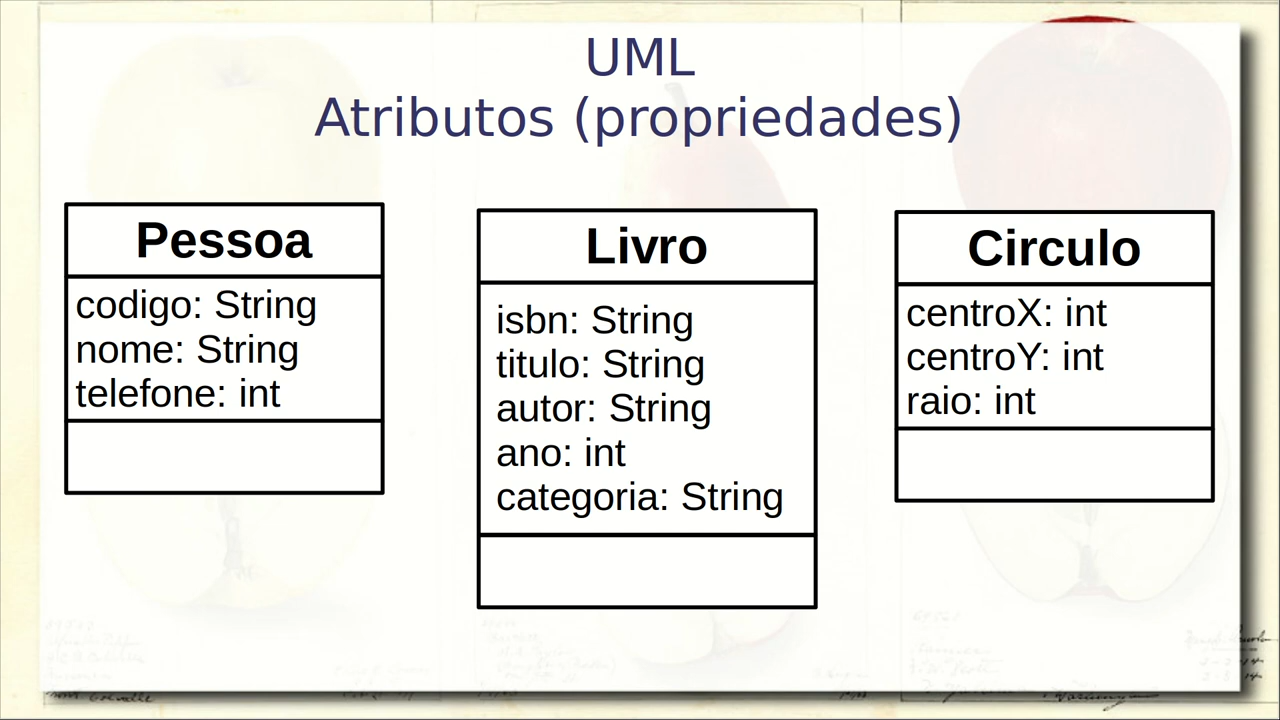 UML
Atributos (propriedades)
Pessoa
codigo: String
nome: String
telefone: int
Livro
isbn: String
titulo: String
autor: String
ano: int
categoria: String
Circulo
centroX: int
centroY: int
raio: int